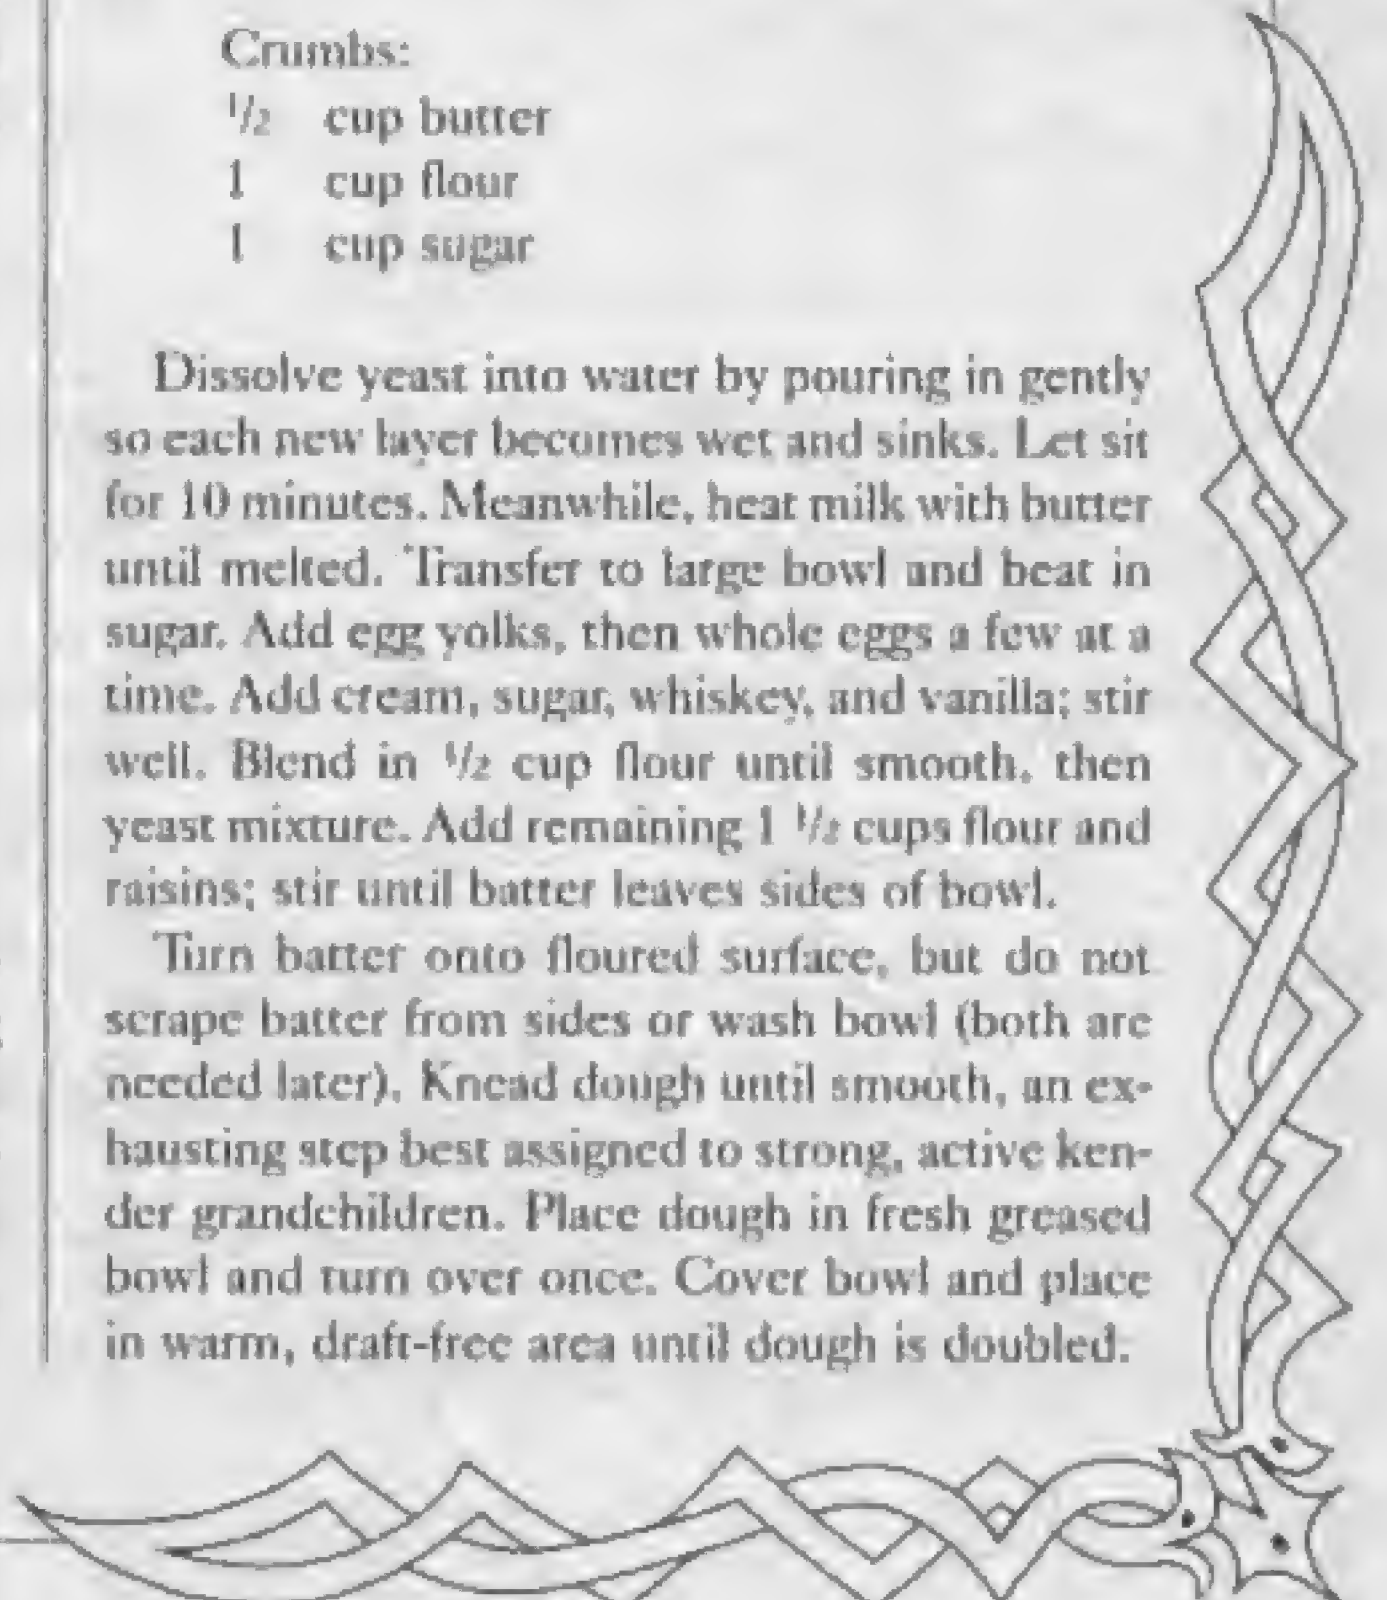 Crumbs:
1/2 cup butter
1 cup flour
1 cup sugar
Dissolve yeast into water by pouring in gently
so each new layer becomes wet and sinks. Let sit
for 10 minutes. Meanwhile, heat milk with butter
until melted. Transfer to large bowl and beat in
sugar. Add egg yolks, then whole eggs a few at a
time. Add cream, sugar, whiskey, and vanilla; stir
well. Blend in 1/2 cup flour until smooth, then
yeast mixture. Add remaining 1 1/2 cups flour and
raisins; stir until batter leaves sides of bowl.
Turn batter onto floured surface, but do not
scrape batter from sides or wash bowl (both are
needed later). Knead dough until smooth, an ex-
hausting step best assigned to strong, active ken-
der grandchildren. Place dough in fresh greased
bowl and turn over once. Cover bowl and place
in warm, draft-free area until dough is doubled.